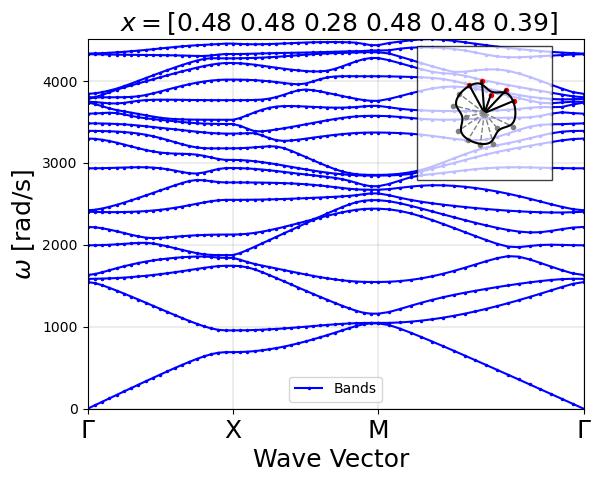 x = [0.48 0.48 0.28 0.48 0.48 0.39]
4000
3000
2000
1000
0
ω [rad/s]
Bands
Γ X M Γ
Wave Vector